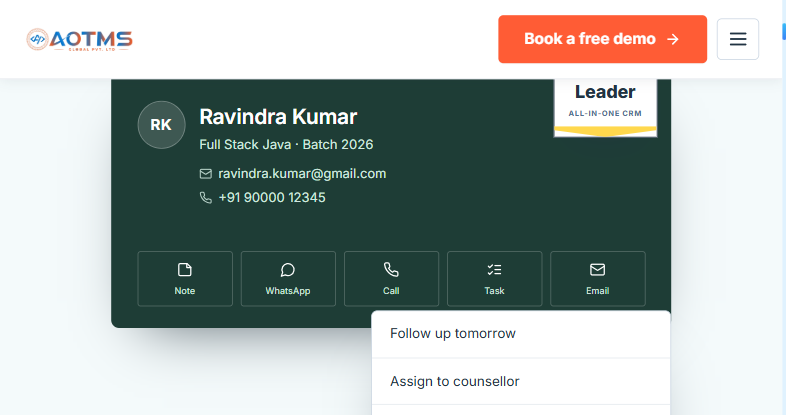 AOTMS
GLOBAL PVT. LTD
Book a free demo
Leader
ALL-IN-ONE CRM
RK
Ravindra Kumar
Full Stack Java · Batch 2026
ravindra.kumar@gmail.com
+91 90000 12345
Note
WhatsApp
Call
Task
Email
Follow up tomorrow
Assign to counsellor